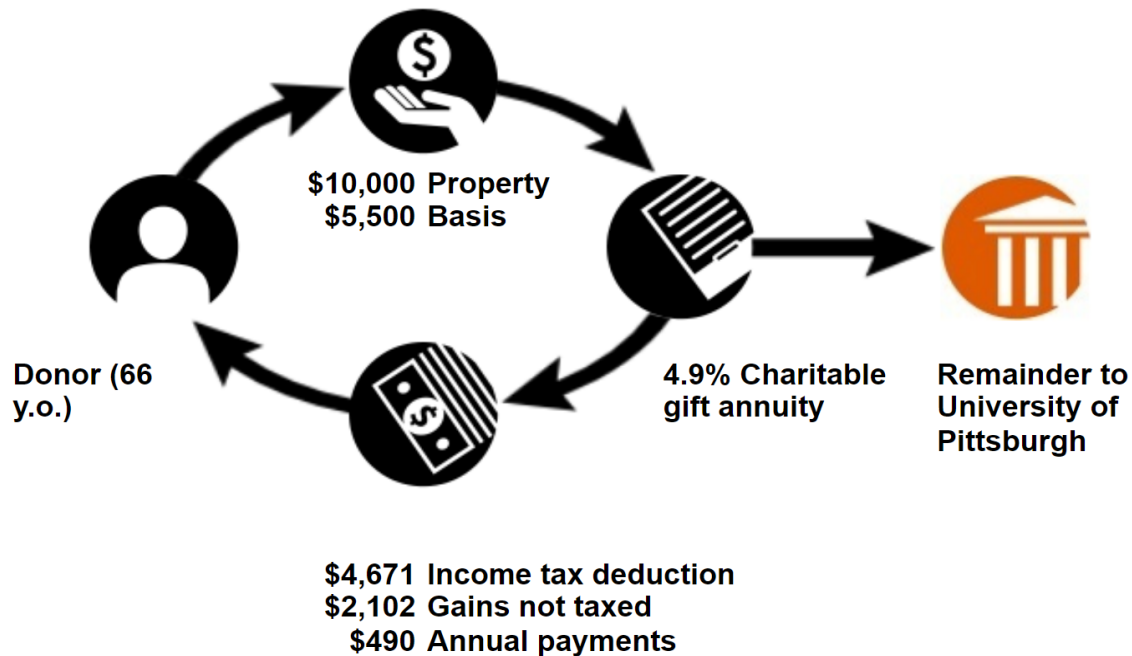 $10,000 Property
$5,500 Basis
Donor (66
y.o.)
4.9% Charitable
gift annuity
Remainder to
University of
Pittsburgh
$4,671 Income tax deduction
$2,102 Gains not taxed
$490 Annual payments